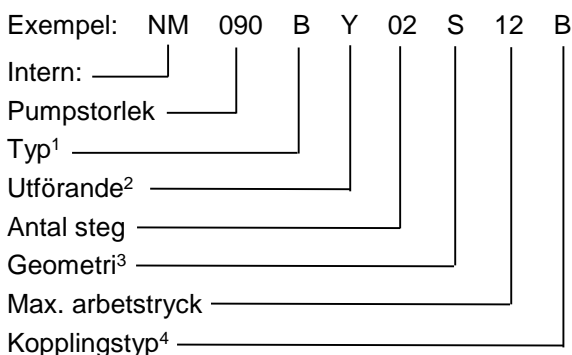 Exempel: NM 090 B Y 02 S 12 B
Intern:
Pumpstorlek
Typ¹
Utförande²
Antal steg
Geometri³
Max. arbetstryck
Kopplingstyp⁴